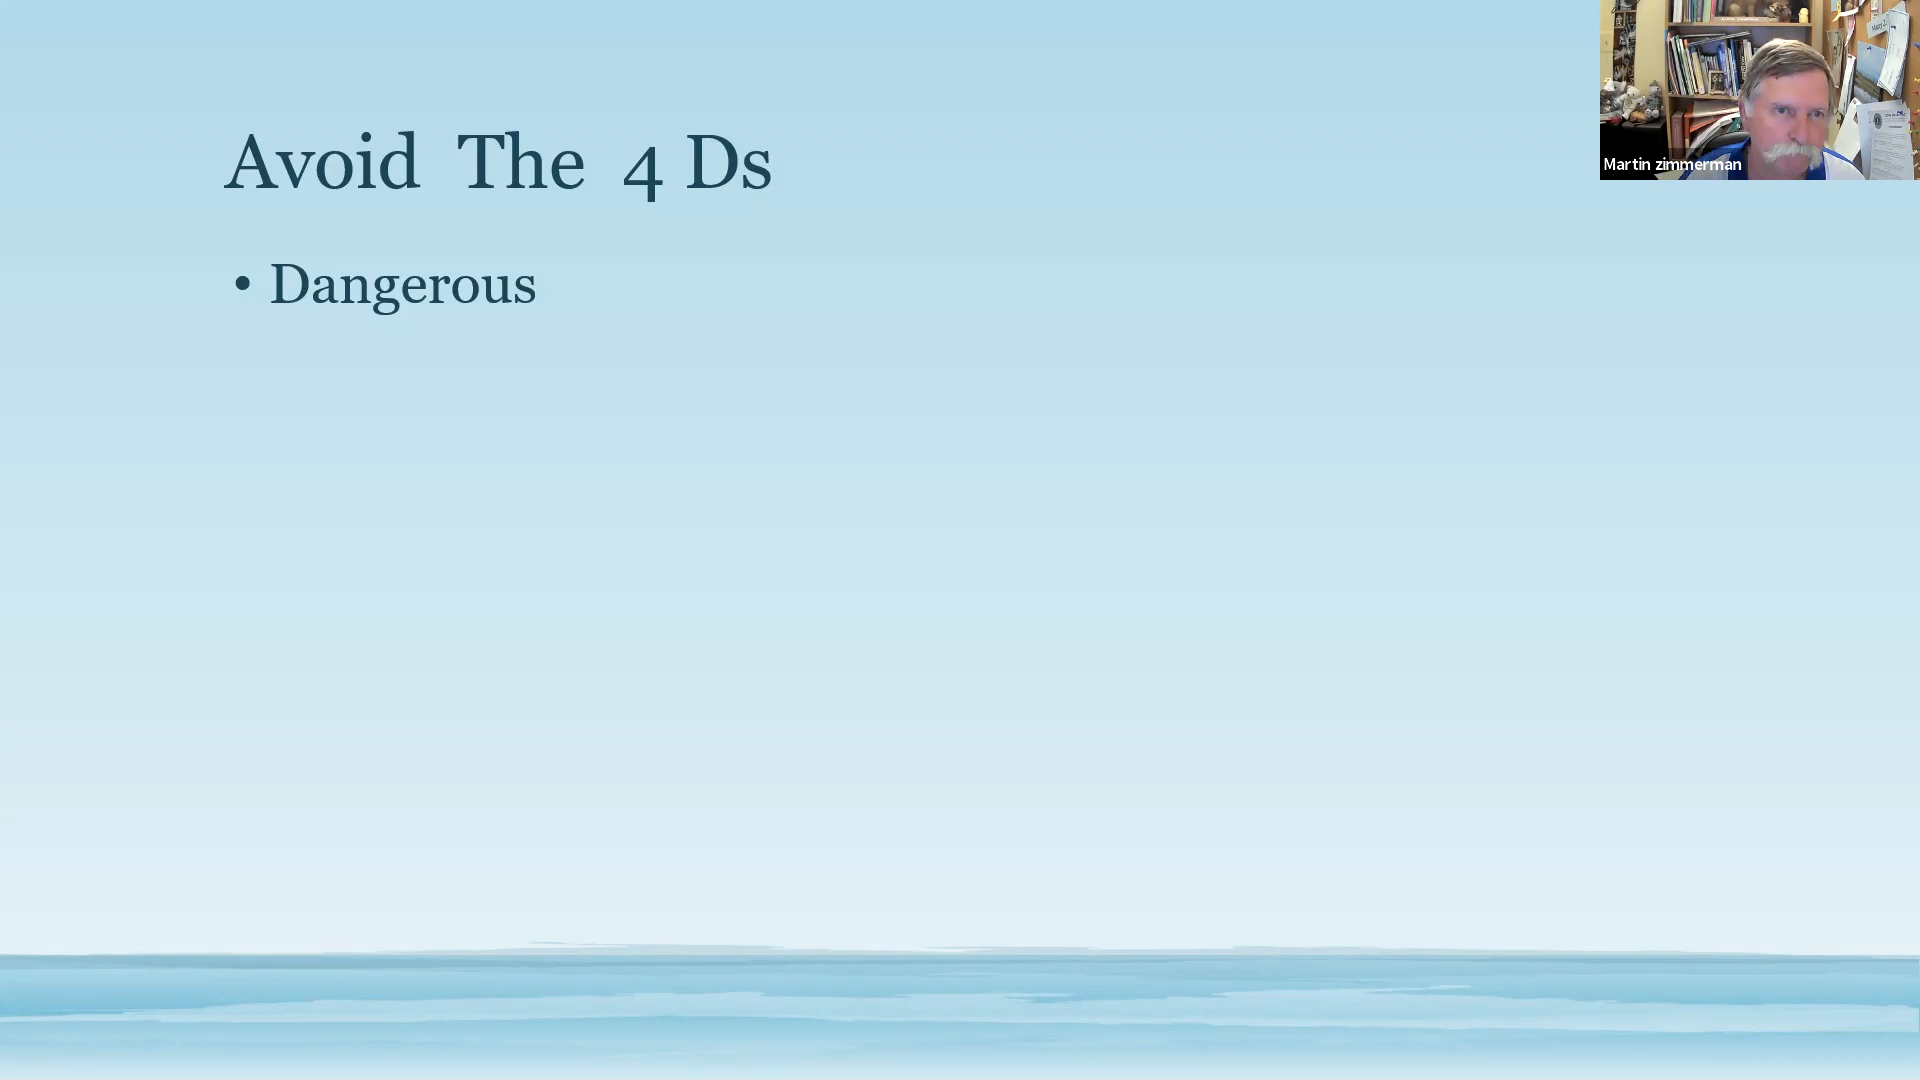 Avoid The 4 Ds
• Dangerous
Martin zimmerman